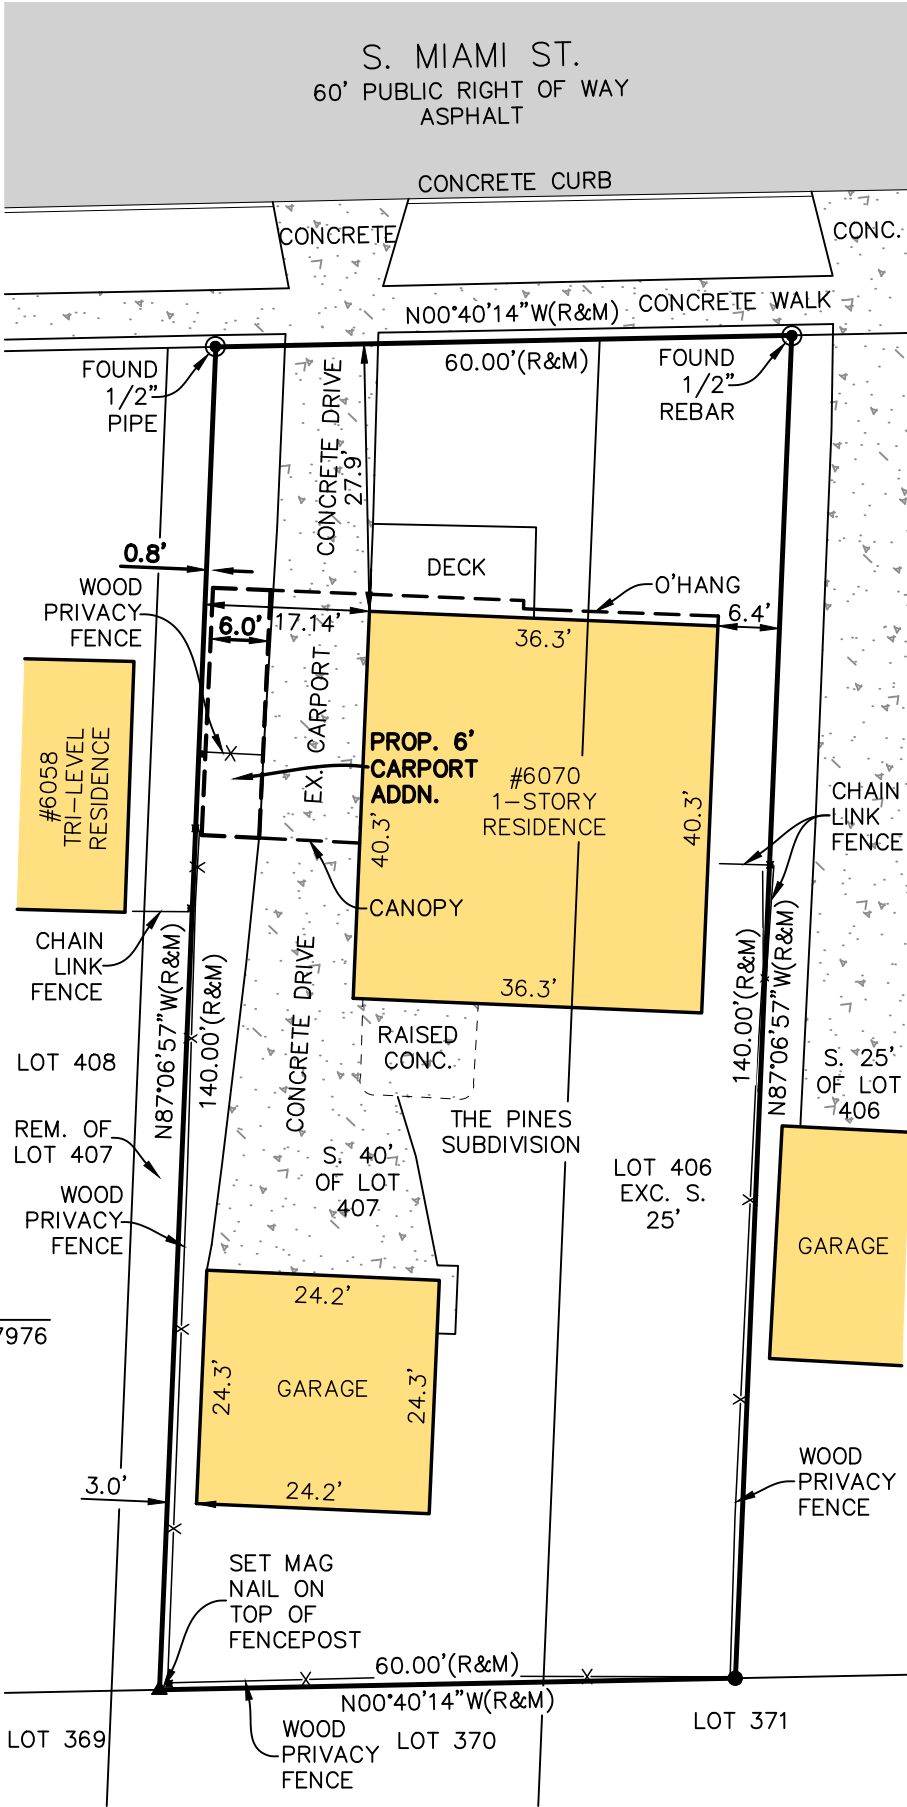 S. MIAMI ST.
60' PUBLIC RIGHT OF WAY
ASPHALT
CONCRETE CURB
CONCRETE
CONC.
N00°40'14"W(R&M)
CONCRETE WALK
60.00'(R&M)
FOUND
1/2"
PIPE
FOUND
1/2"
REBAR
CONCRETE DRIVE
27.9'
0.8'
DECK
WOOD
PRIVACY
FENCE
O'HANG
6.0'
17.14'
36.3'
6.4'
#6058
TRI-LEVEL
RESIDENCE
EX. CARPORT
PROP. 6'
CARPORT
ADDN.
#6070
1-STORY
RESIDENCE
40.3'
40.3'
CHAIN
LINK
FENCE
CANOPY
CHAIN
LINK
FENCE
N87°06'57"W(R&M)
140.00'(R&M)
CONCRETE DRIVE
36.3'
140.00'(R&M)
N87°06'57"W(R&M)
RAISED
CONC.
LOT 408
S. 25'
OF LOT
406
REM. OF
LOT 407
THE PINES
SUBDIVISION
S. 40'
OF LOT
407
LOT 406
EXC. S.
25'
WOOD
PRIVACY
FENCE
GARAGE
24.2'
7976
24.3'
GARAGE
24.3'
3.0'
24.2'
WOOD
PRIVACY
FENCE
SET MAG
NAIL ON
TOP OF
FENCEPOST
60.00'(R&M)
N00°40'14"W(R&M)
LOT 369
WOOD
PRIVACY
FENCE
LOT 370
LOT 371